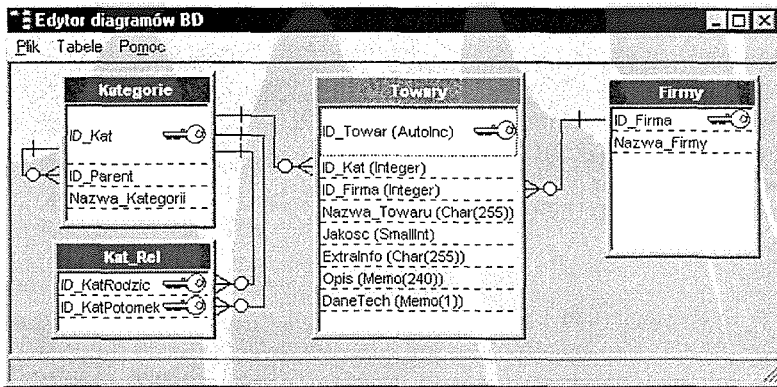 Edytor diagramów BD
Plik Tabele Pomoc
Kategorie
ID_Kat
ID_Parent
Nazwa_Kategorii
Kat_Rel
ID_KatRodzic
ID_KatPotomek
Towary
ID_Towar (AutoInc)
ID_Kat (Integer)
ID_Firma (Integer)
Nazwa_Towaru (Char(255))
Jakosc (SmallInt)
ExtraInfo (Char(255))
Opis (Memo(240))
DaneTech (Memo(1))
Firmy
ID_Firma
Nazwa_Firmy